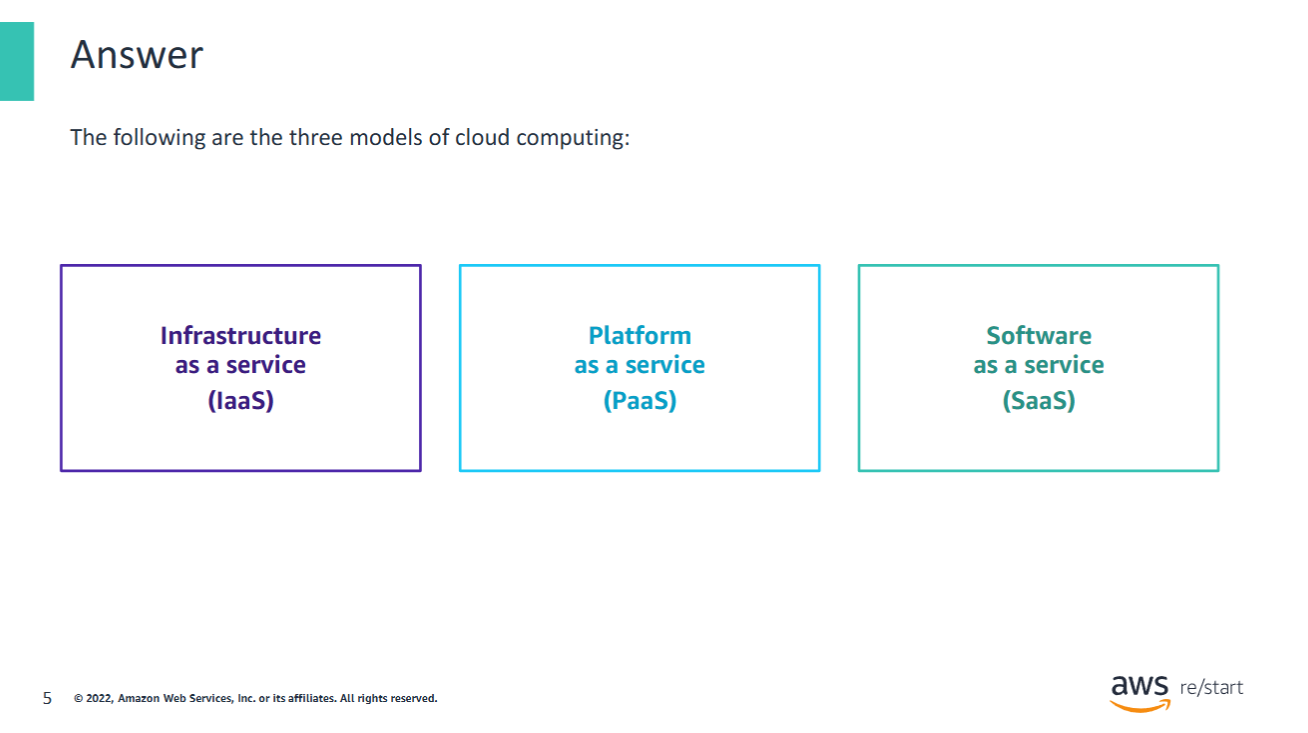 Answer
The following are the three models of cloud computing:
Infrastructure
as a service
(IaaS)
Platform
as a service
(PaaS)
Software
as a service
(SaaS)
5
© 2022, Amazon Web Services, Inc. or its affiliates. All rights reserved.
aws re/start